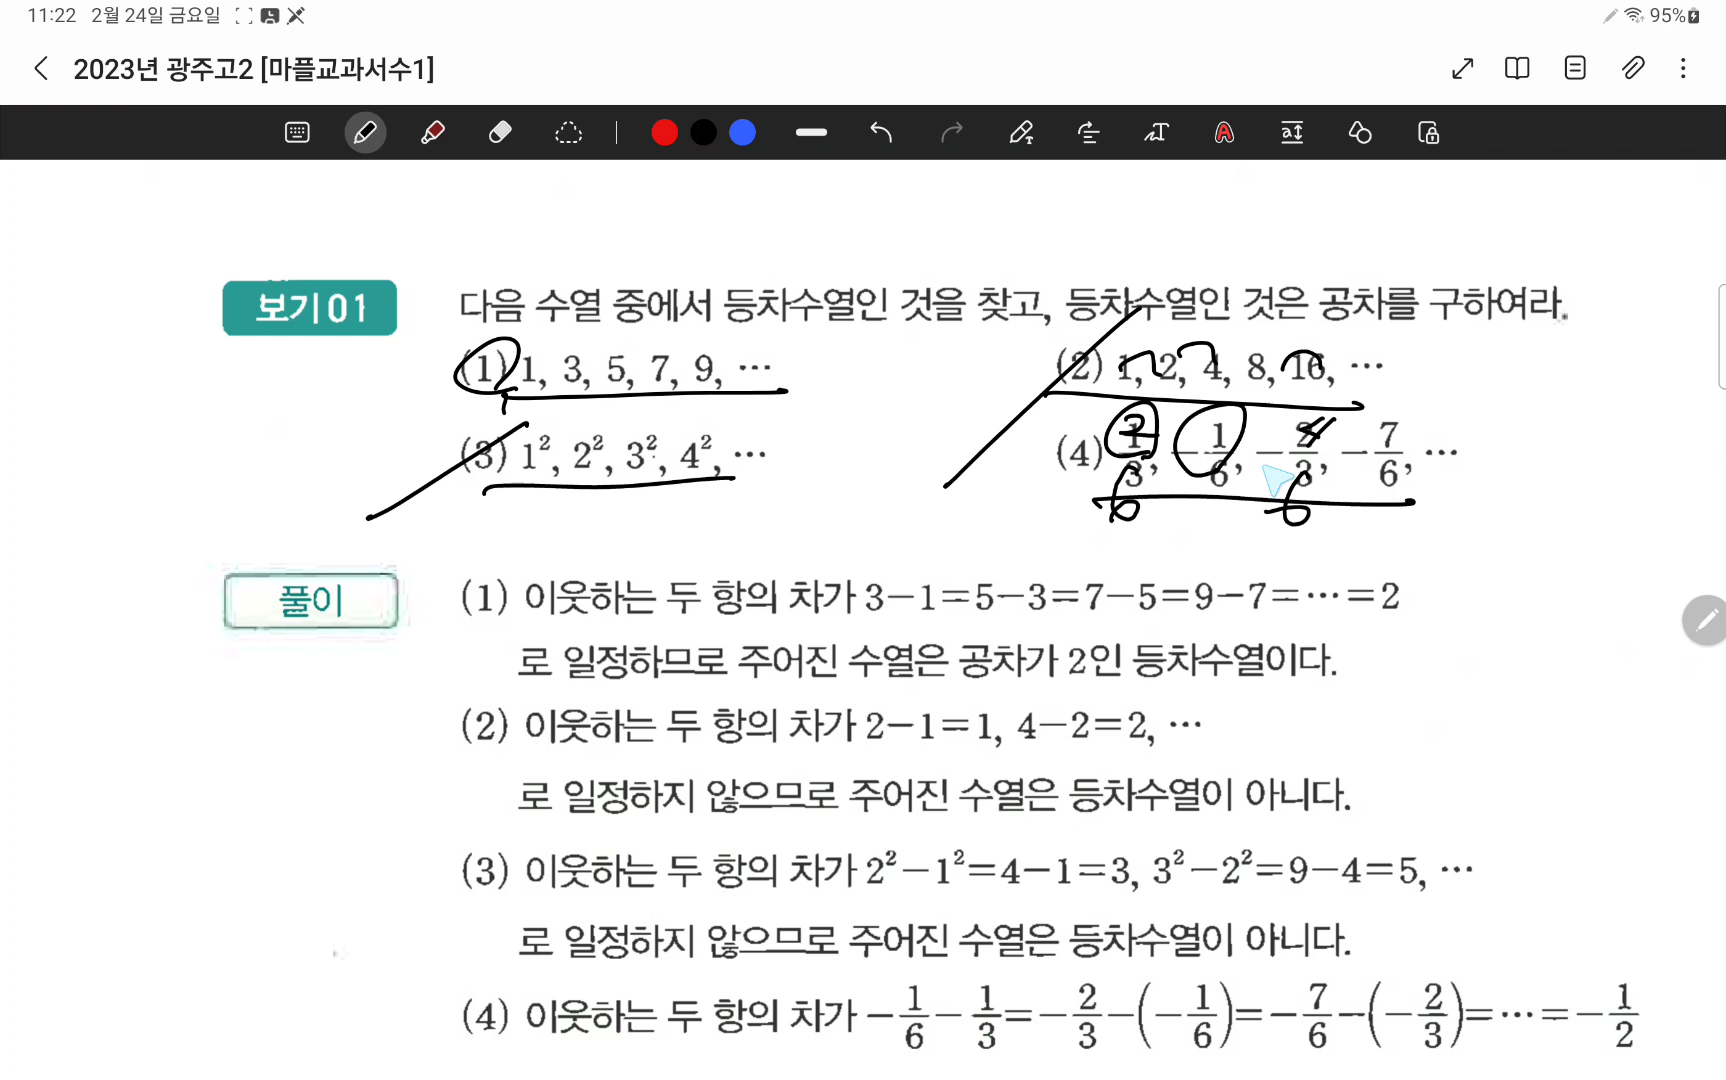 11:22 2월 24일 금요일 95%
2023년 광주고2 [마플교과서수1]
보기 01 다음 수열 중에서 등차수열인 것을 찾고, 등차수열인 것은 공차를 구하여라.
(1) 1, 3, 5, 7, 9, ⋯ (2) 1, 2, 4, 8, 16, ⋯
(3) 1², 2², 3², 4², ⋯ (4) 1/3, -1/6, -2/3, -7/6, ⋯
2 4
6 6
풀이 (1) 이웃하는 두 항의 차가 3-1=5-3=7-5=9-7=⋯=2
로 일정하므로 주어진 수열은 공차가 2인 등차수열이다.
(2) 이웃하는 두 항의 차가 2-1=1, 4-2=2, ⋯
로 일정하지 않으므로 주어진 수열은 등차수열이 아니다.
(3) 이웃하는 두 항의 차가 2²-1²=4-1=3, 3²-2²=9-4=5, ⋯
로 일정하지 않으므로 주어진 수열은 등차수열이 아니다.
(4) 이웃하는 두 항의 차가 -1/6-1/3=-2/3-(-1/6)=-7/6-(-2/3)=⋯=-1/2